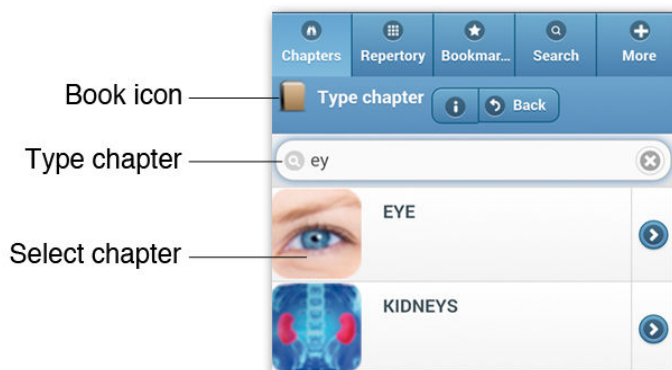 Chapters Repertory Bookmar... Search More
Book icon
Type chapter Back
Type chapter
ey
Select chapter
EYE
KIDNEYS